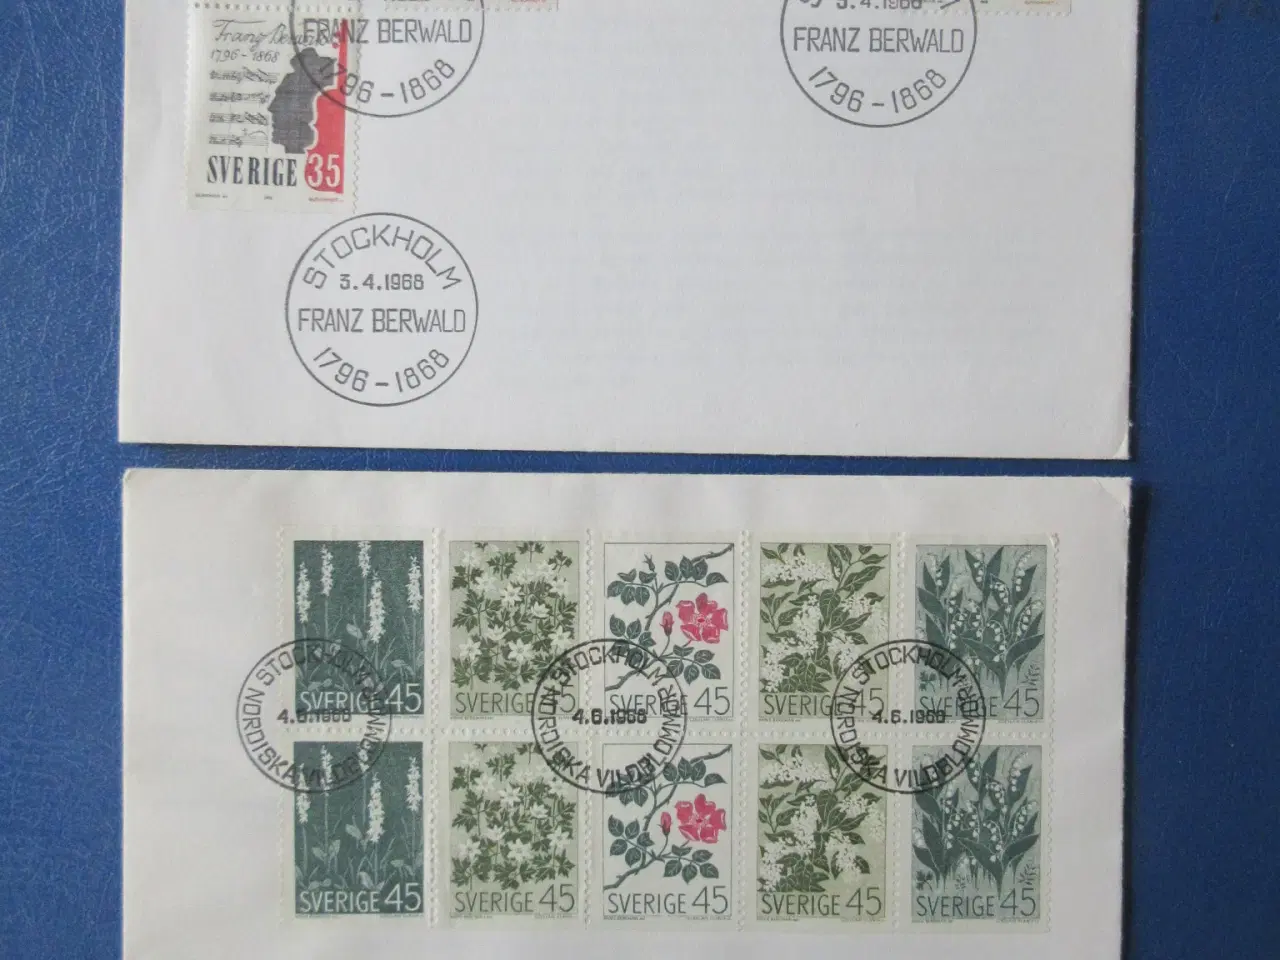 FRANZ BERWALD
1796-1868
3.4.1968
FRANZ BERWALD
1796-1868
Franz Berwald
1796-1868
SVERIGE 35
STOCKHOLM
3.4.1968
FRANZ BERWALD
1796-1868
SVERIGE 45
SVERIGE 45
SVERIGE 45
SVERIGE 45
SVERIGE 45
STOCKHOLM
4.6.1968
NORDISKA VILDBLOMMOR
STOCKHOLM
4.6.1968
NORDISKA VILDBLOMMOR
STOCKHOLM
4.6.1968
NORDISKA VILDBLOMMOR
SVERIGE 45
SVERIGE 45
SVERIGE 45
SVERIGE 45
SVERIGE 45